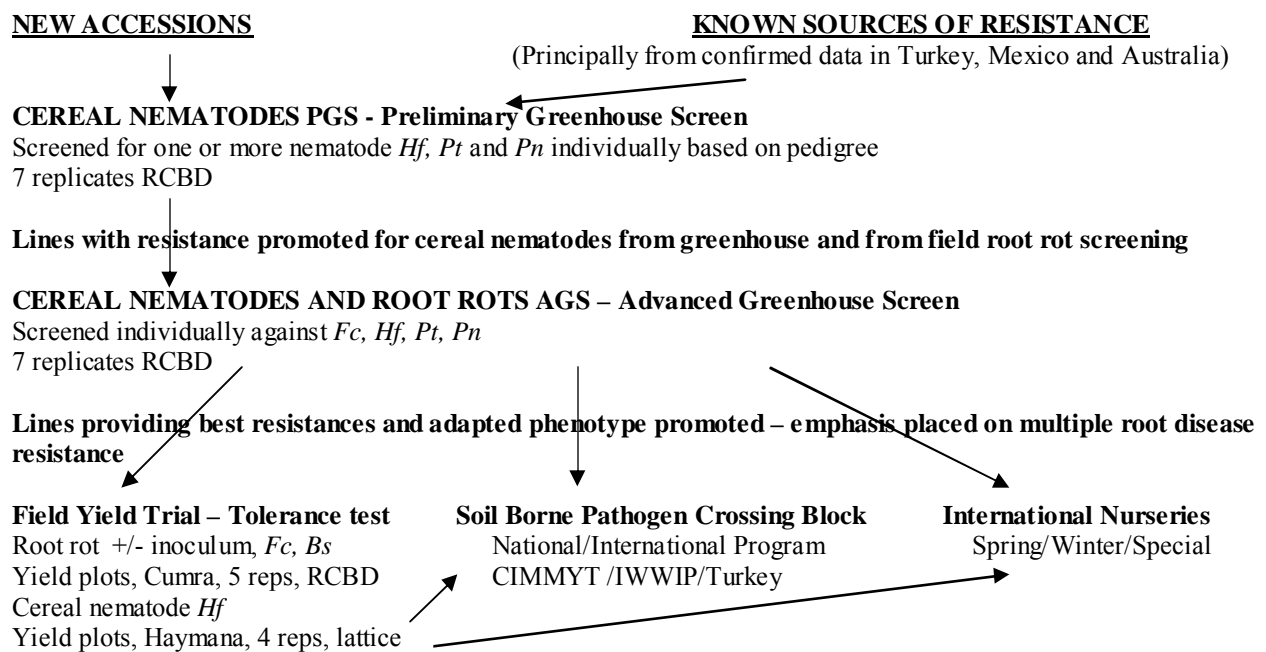 NEW ACCESSIONS
KNOWN SOURCES OF RESISTANCE
(Principally from confirmed data in Turkey, Mexico and Australia)
CEREAL NEMATODES PGS - Preliminary Greenhouse Screen
Screened for one or more nematode Hf, Pt and Pn individually based on pedigree
7 replicates RCBD
Lines with resistance promoted for cereal nematodes from greenhouse and from field root rot screening
CEREAL NEMATODES AND ROOT ROTS AGS – Advanced Greenhouse Screen
Screened individually against Fc, Hf, Pt, Pn
7 replicates RCBD
Lines providing best resistances and adapted phenotype promoted – emphasis placed on multiple root disease
resistance
Field Yield Trial – Tolerance test
Root rot +/- inoculum, Fc, Bs
Yield plots, Cumra, 5 reps, RCBD
Cereal nematode Hf
Yield plots, Haymana, 4 reps, lattice
Soil Borne Pathogen Crossing Block
National/International Program
CIMMYT /IWWIP/Turkey
International Nurseries
Spring/Winter/Special